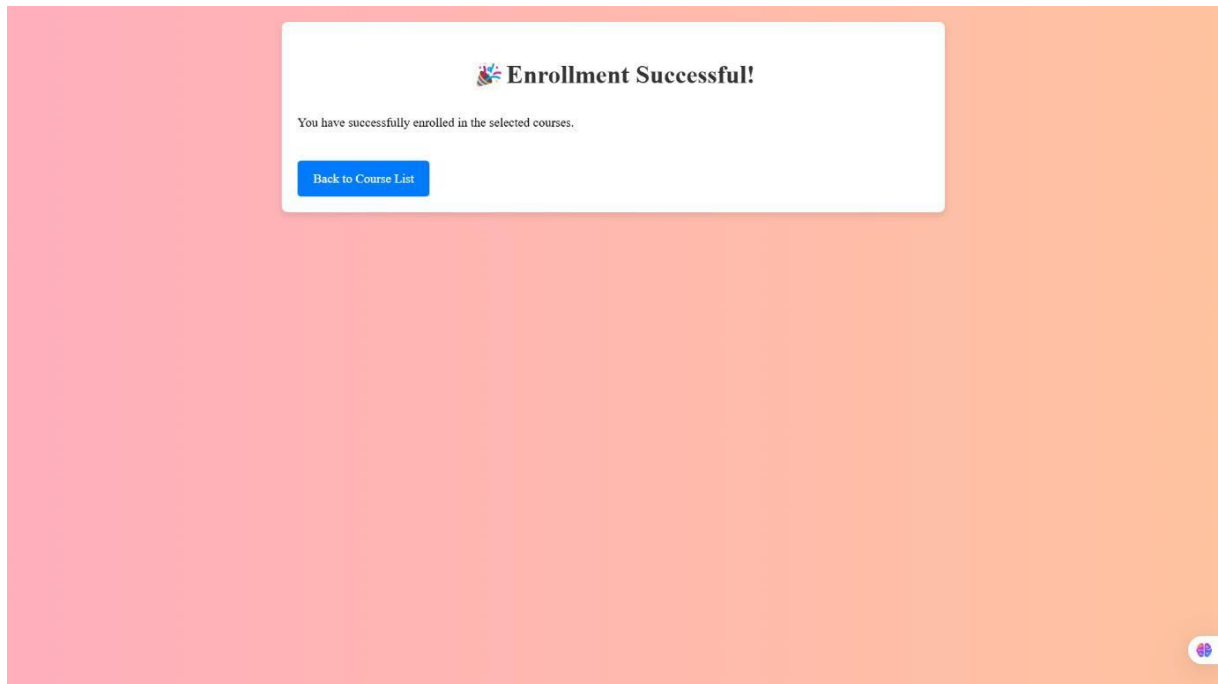 🎉 Enrollment Successful!
You have successfully enrolled in the selected courses.
Back to Course List